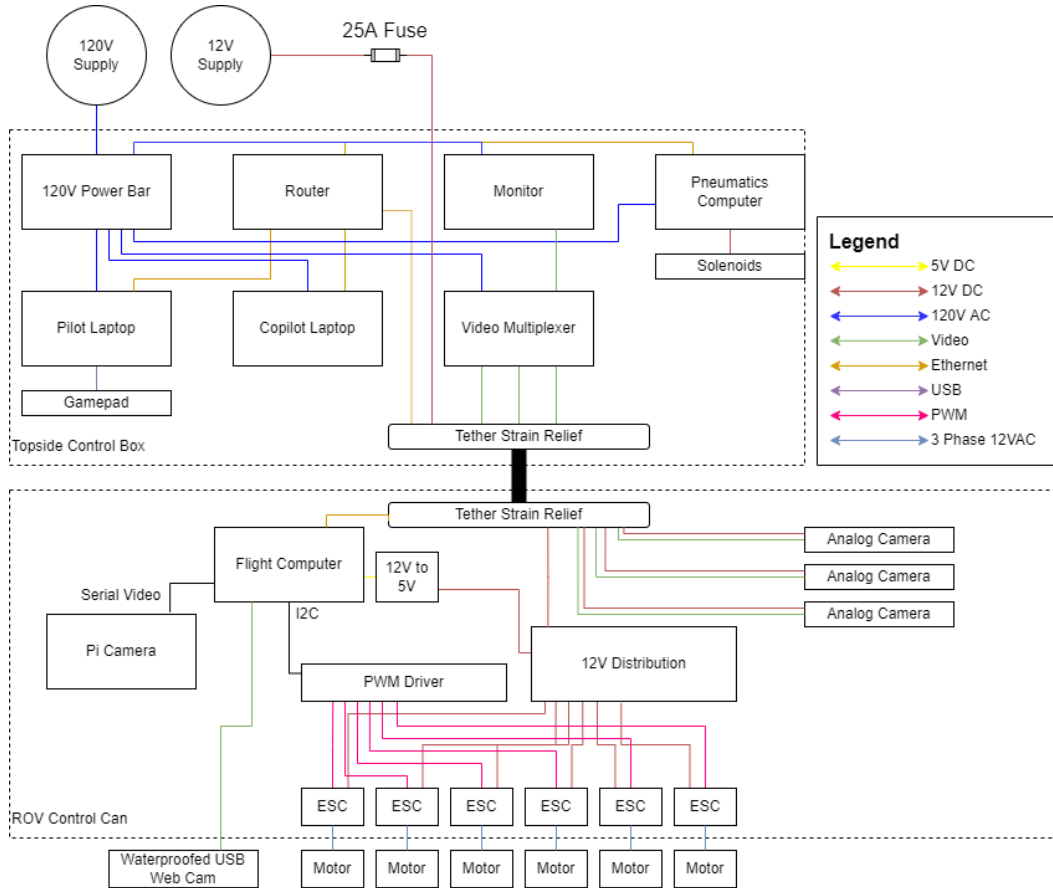 120V
Supply
12V
Supply
25A Fuse
120V Power Bar
Router
Monitor
Pneumatics
Computer
Solenoids
Pilot Laptop
Copilot Laptop
Video Multiplexer
Gamepad
Tether Strain Relief
Topside Control Box
Legend
5V DC
12V DC
120V AC
Video
Ethernet
USB
PWM
3 Phase 12VAC
Tether Strain Relief
Flight Computer
12V to
5V
Analog Camera
Analog Camera
Analog Camera
Serial Video
I2C
Pi Camera
12V Distribution
PWM Driver
ESC
ESC
ESC
ESC
ESC
ESC
ROV Control Can
Waterproofed USB
Web Cam
Motor
Motor
Motor
Motor
Motor
Motor